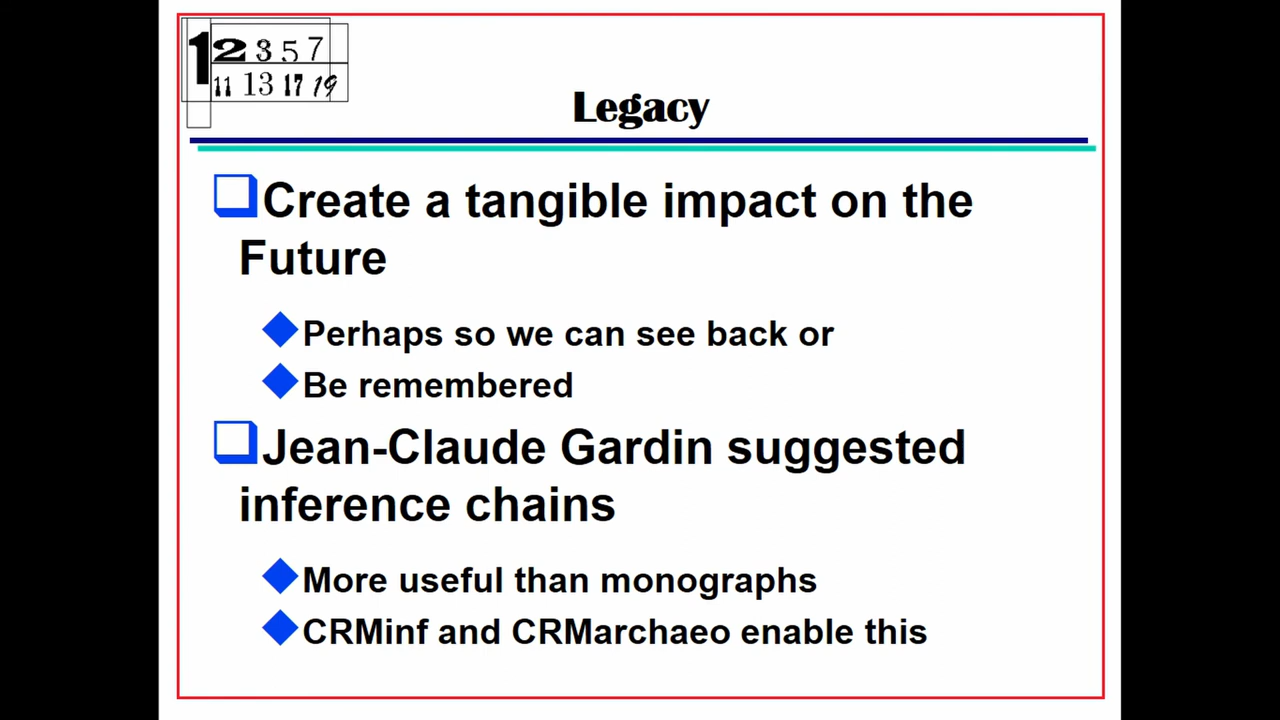 12 3 5 7
11 13 17 19
Legacy
Create a tangible impact on the
Future
Perhaps so we can see back or
Be remembered
Jean-Claude Gardin suggested
inference chains
More useful than monographs
CRMinf and CRMarchaeo enable this